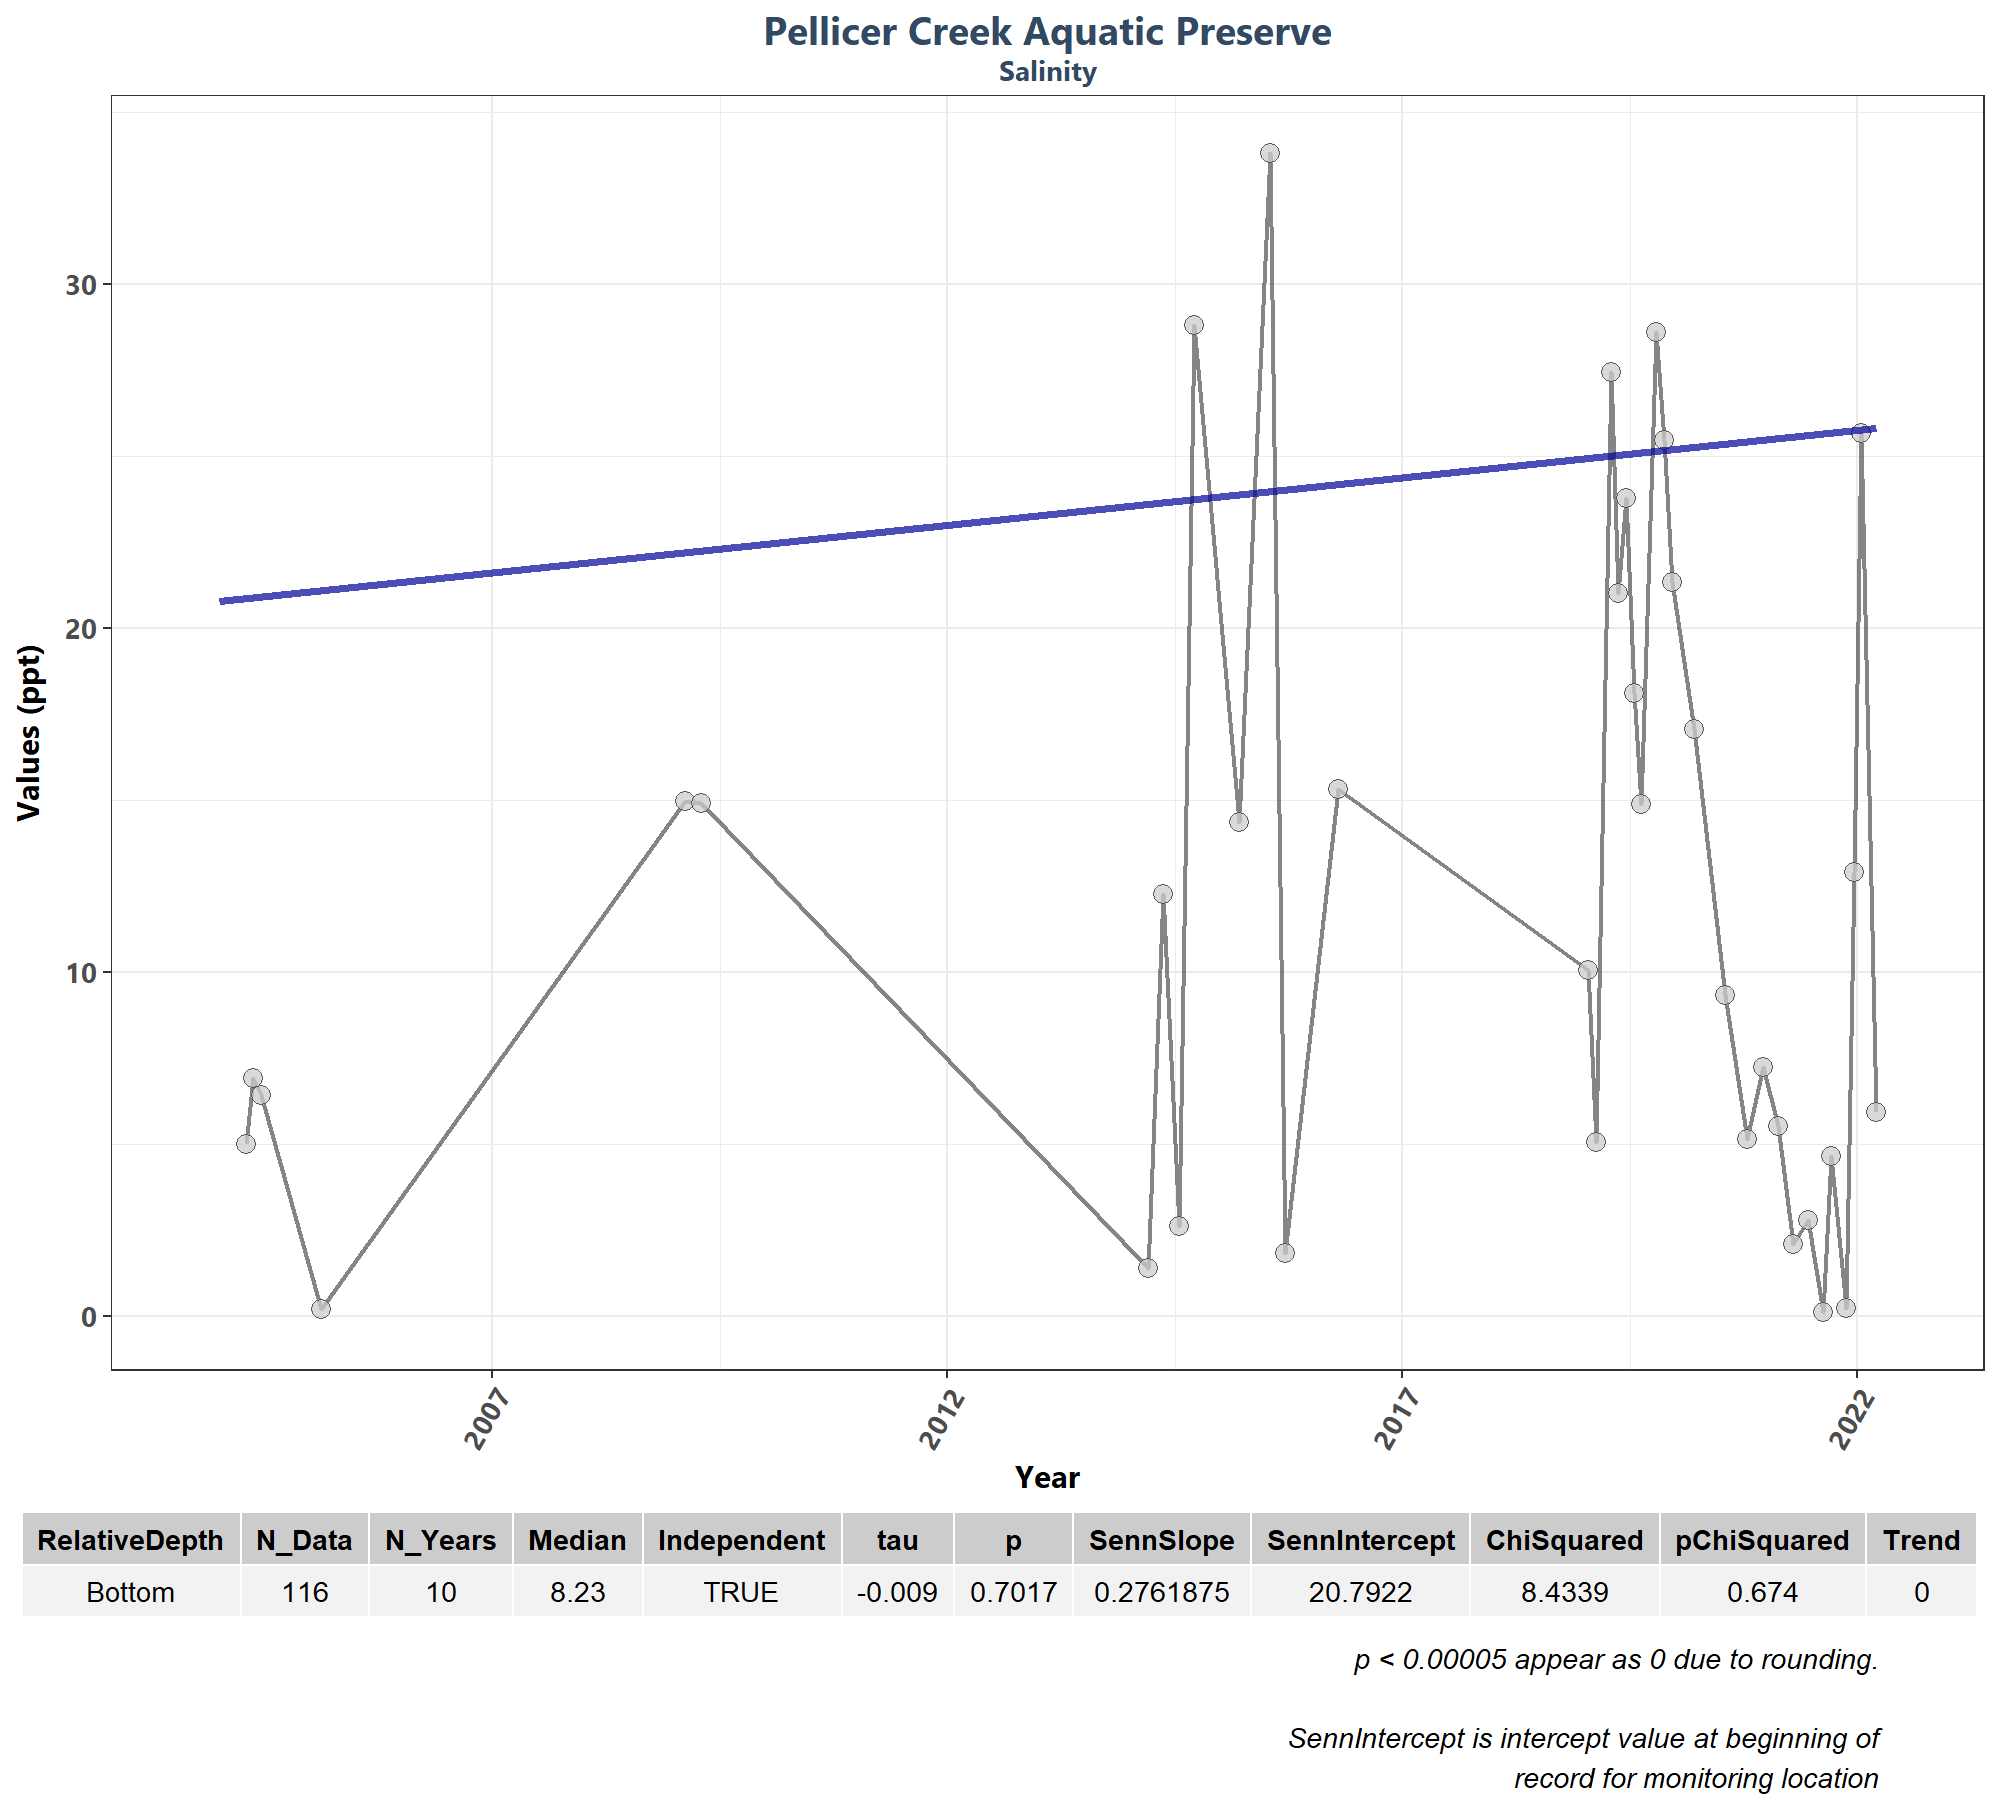 Pellicer Creek Aquatic Preserve
Salinity
Values (ppt)
30
20
10
0
2007
2012
2017
2022
Year
RelativeDepth N_Data N_Years Median Independent tau p SennSlope SennIntercept ChiSquared pChiSquared Trend
Bottom 116 10 8.23 TRUE -0.009 0.7017 0.2761875 20.7922 8.4339 0.674 0
p < 0.00005 appear as 0 due to rounding.
SennIntercept is intercept value at beginning of
record for monitoring location